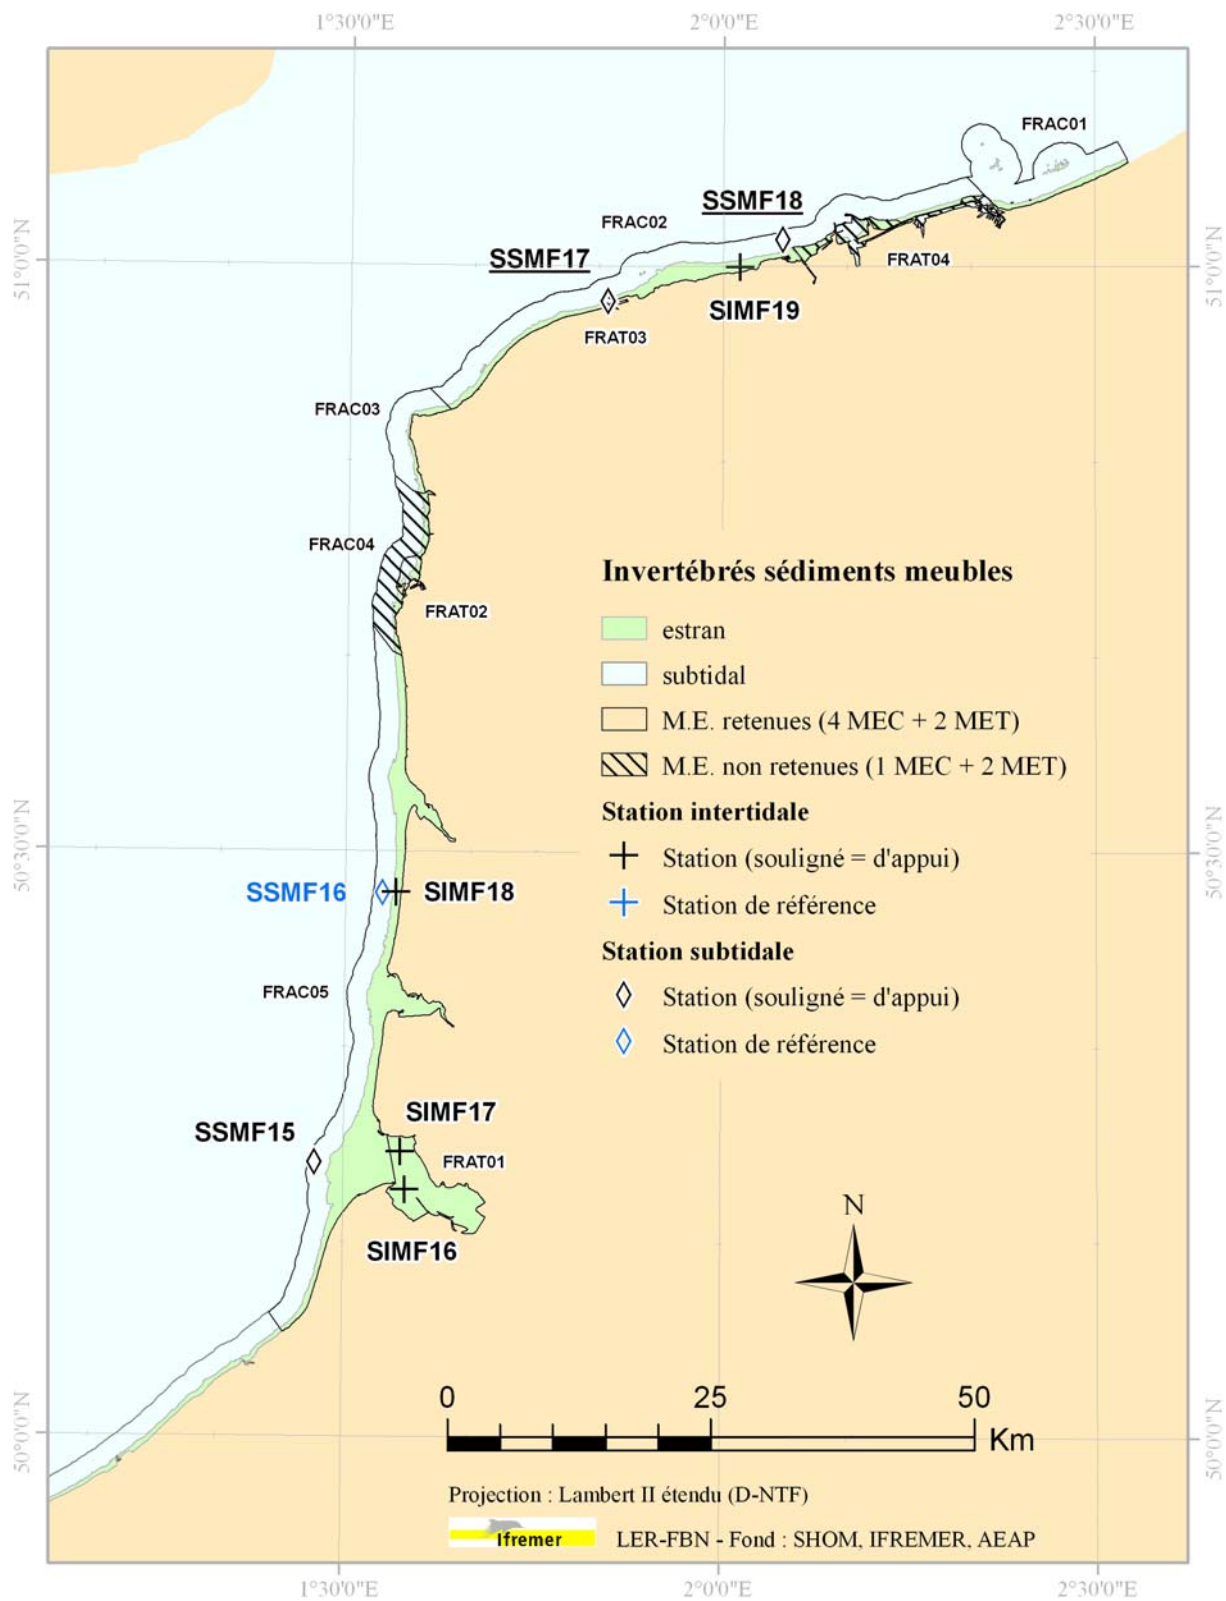 1°30'0"E
2°0'0"E
2°30'0"E
FRAC01
SSMF18
FRAC02
SSMF17
FRAT04
51°0'0"N
51°0'0"N
SIMF19
FRAT03
FRAC03
FRAC04
FRAT02
Invertébrés sédiments meubles
estran
subtidal
M.E. retenues (4 MEC + 2 MET)
M.E. non retenues (1 MEC + 2 MET)
Station intertidale
Station (souligné = d'appui)
Station de référence
Station subtidale
Station (souligné = d'appui)
Station de référence
50°30'0"N
50°30'0"N
SSMF16
SIMF18
FRAC05
SIMF17
SSMF15
FRAT01
SIMF16
N
0
25
50
Km
50°0'0"N
50°0'0"N
Projection : Lambert II étendu (D-NTF)
Ifremer
LER-FBN - Fond : SHOM, IFREMER, AEAP
1°30'0"E
2°0'0"E
2°30'0"E